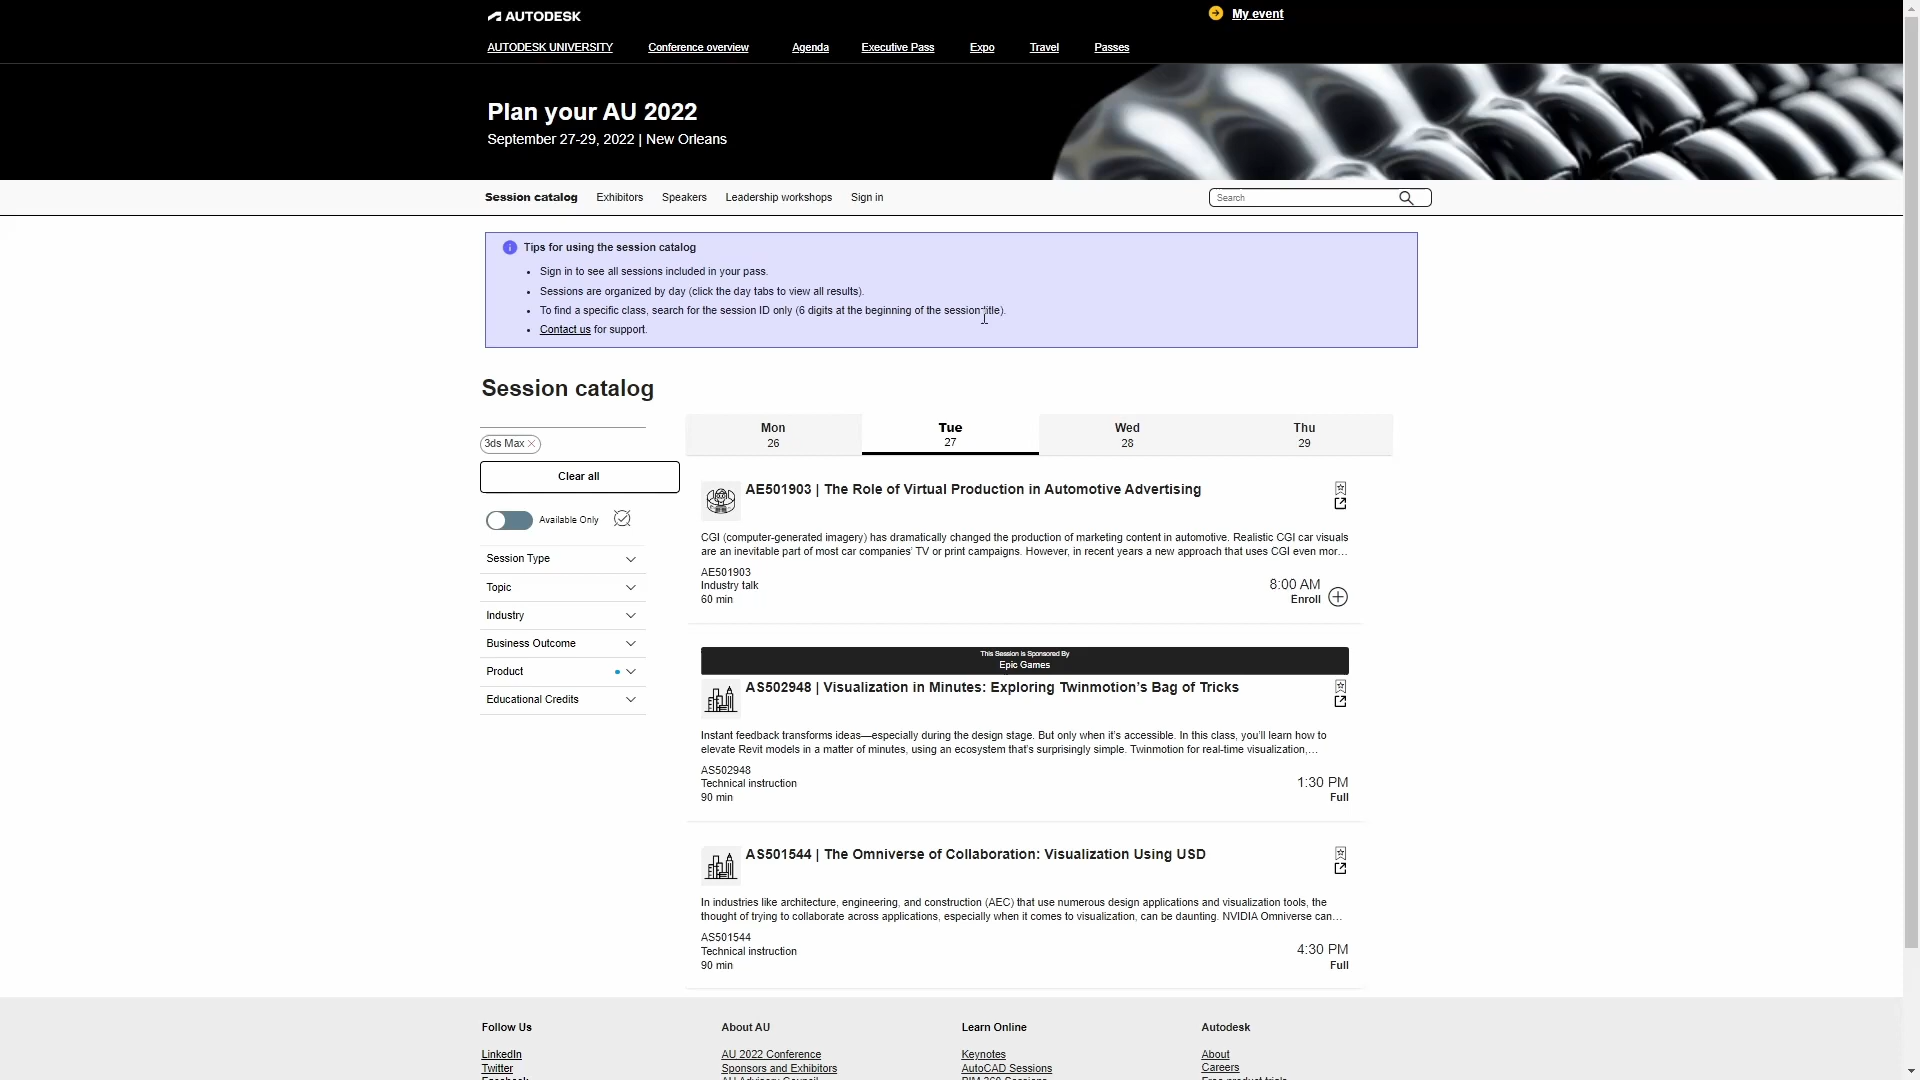 AUTODESK
My event
AUTODESK UNIVERSITY
Conference overview
Agenda
Executive Pass
Expo
Travel
Passes
Plan your AU 2022
September 27-29, 2022 | New Orleans
Session catalog
Exhibitors
Speakers
Leadership workshops
Sign in
Search
Tips for using the session catalog
• Sign in to see all sessions included in your pass.
• Sessions are organized by day (click the day tabs to view all results).
• To find a specific class, search for the session ID only (6 digits at the beginning of the session title).
• Contact us for support.
Session catalog
3ds Max
Clear all
Available Only
Session Type
Topic
Industry
Business Outcome
Product
Educational Credits
Mon
26
Tue
27
Wed
28
Thu
29
AE501903 | The Role of Virtual Production in Automotive Advertising
CGI (computer-generated imagery) has dramatically changed the production of marketing content in automotive. Realistic CGI car visuals
are an inevitable part of most car companies' TV or print campaigns. However, in recent years a new approach that uses CGI even mor...
AE501903
Industry talk
60 min
8:00 AM
Enroll
This Session is Sponsored By
Epic Games
AS502948 | Visualization in Minutes: Exploring Twinmotion's Bag of Tricks
Instant feedback transforms ideas—especially during the design stage. But only when it's accessible. In this class, you'll learn how to
elevate Revit models in a matter of minutes, using an ecosystem that's surprisingly simple. Twinmotion for real-time visualization,...
AS502948
Technical instruction
90 min
1:30 PM
Full
AS501544 | The Omniverse of Collaboration: Visualization Using USD
In industries like architecture, engineering, and construction (AEC) that use numerous design applications and visualization tools, the
thought of trying to collaborate across applications, especially when it comes to visualization, can be daunting. NVIDIA Omniverse can...
AS501544
Technical instruction
90 min
4:30 PM
Full
Follow Us
LinkedIn
Twitter
About AU
AU 2022 Conference
Sponsors and Exhibitors
Learn Online
Keynotes
AutoCAD Sessions
Autodesk
About
Careers